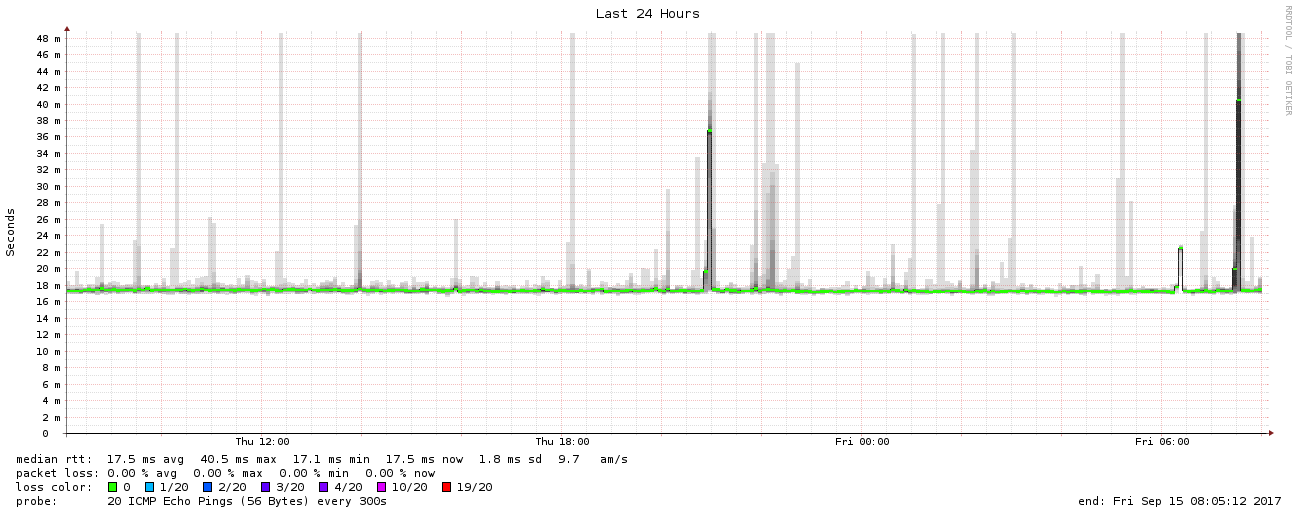 Last 24 Hours
RRDTOOL / TOBI OETIKER
Seconds
48 m
46 m
44 m
42 m
40 m
38 m
36 m
34 m
32 m
30 m
28 m
26 m
24 m
22 m
20 m
18 m
16 m
14 m
12 m
10 m
8 m
6 m
4 m
2 m
0
Thu 12:00 Thu 18:00 Fri 00:00 Fri 06:00
median rtt: 17.5 ms avg 40.5 ms max 17.1 ms min 17.5 ms now 1.8 ms sd 9.7 am/s
packet loss: 0.00 % avg 0.00 % max 0.00 % min 0.00 % now
loss color: 0 1/20 2/20 3/20 4/20 10/20 19/20
probe: 20 ICMP Echo Pings (56 Bytes) every 300s end: Fri Sep 15 08:05:12 2017